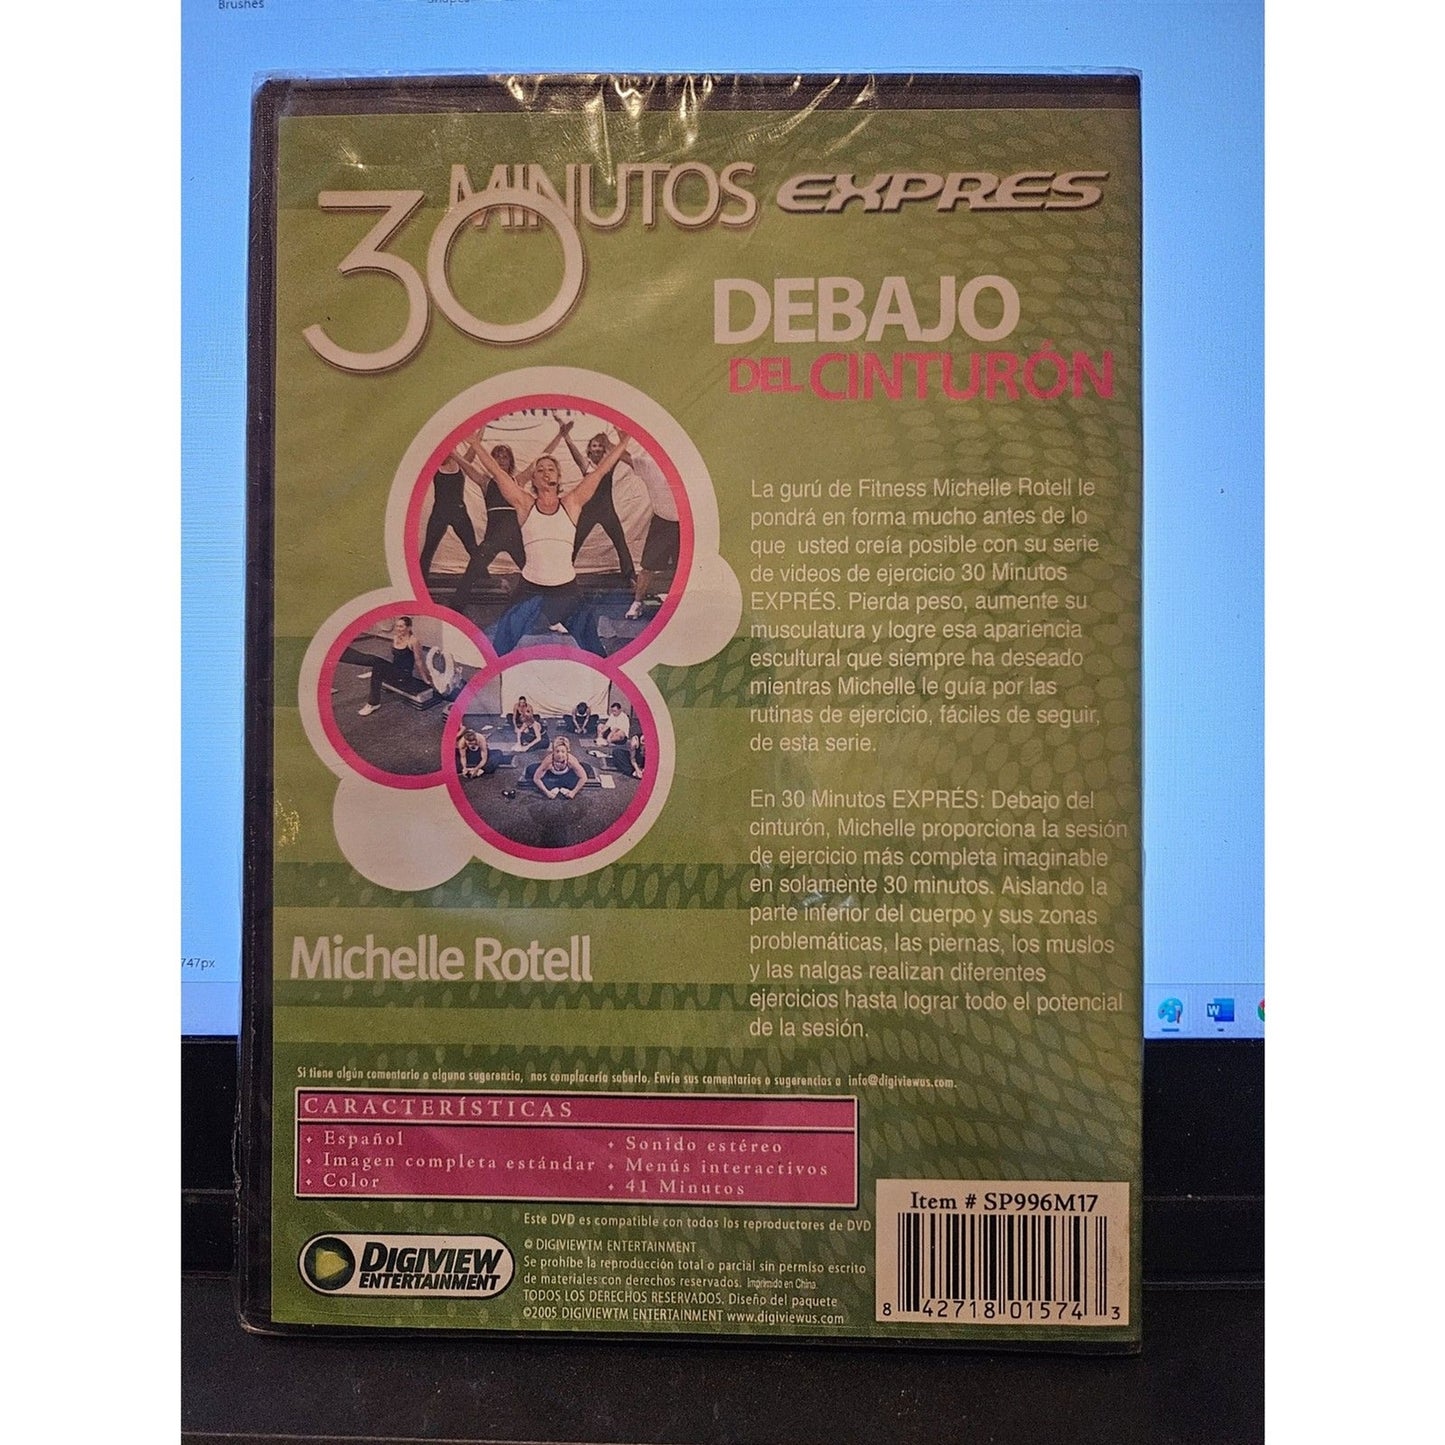 Brushes
Shapes
30 MINUTOS EXPRES
DEBAJO
DEL CINTURÓN
La gurú de Fitness Michelle Rotell le
pondrá en forma mucho antes de lo
que usted creía posible con su serie
de videos de ejercicio 30 Minutos
EXPRÉS. Pierda peso, aumente su
musculatura y logre esa apariencia
escultural que siempre ha deseado
mientras Michelle le guía por las
rutinas de ejercicio, fáciles de seguir,
de esta serie.
En 30 Minutos EXPRÉS: Debajo del
cinturón, Michelle proporciona la sesión
de ejercicio más completa imaginable
en solamente 30 minutos. Aislando la
parte inferior del cuerpo y sus zonas
problemáticas, las piernas, los muslos
y las nalgas realizan diferentes
ejercicios hasta lograr todo el potencial
de la sesión.
Michelle Rotell
747px
W
Si tiene algún comentario o alguna sugerencia, nos complacería saberlo. Envíe sus comentarios o sugerencias a info@digiviewus.com.
CARACTERÍSTICAS
+ Español
+ Imagen completa estándar
+ Color
+ Sonido estéreo
+ Menús interactivos
+ 41 Minutos
Este DVD es compatible con todos los reproductores de DVD
DIGIVIEW
ENTERTAINMENT
© DIGIVIEWTM ENTERTAINMENT
Se prohíbe la reproducción total o parcial sin permiso escrito
de materiales con derechos reservados. Imprimido en China.
TODOS LOS DERECHOS RESERVADOS. Diseño del paquete
©2005 DIGIVIEWTM ENTERTAINMENT www.digiviewus.com
Item # SP996M17
8 42718 01574 3